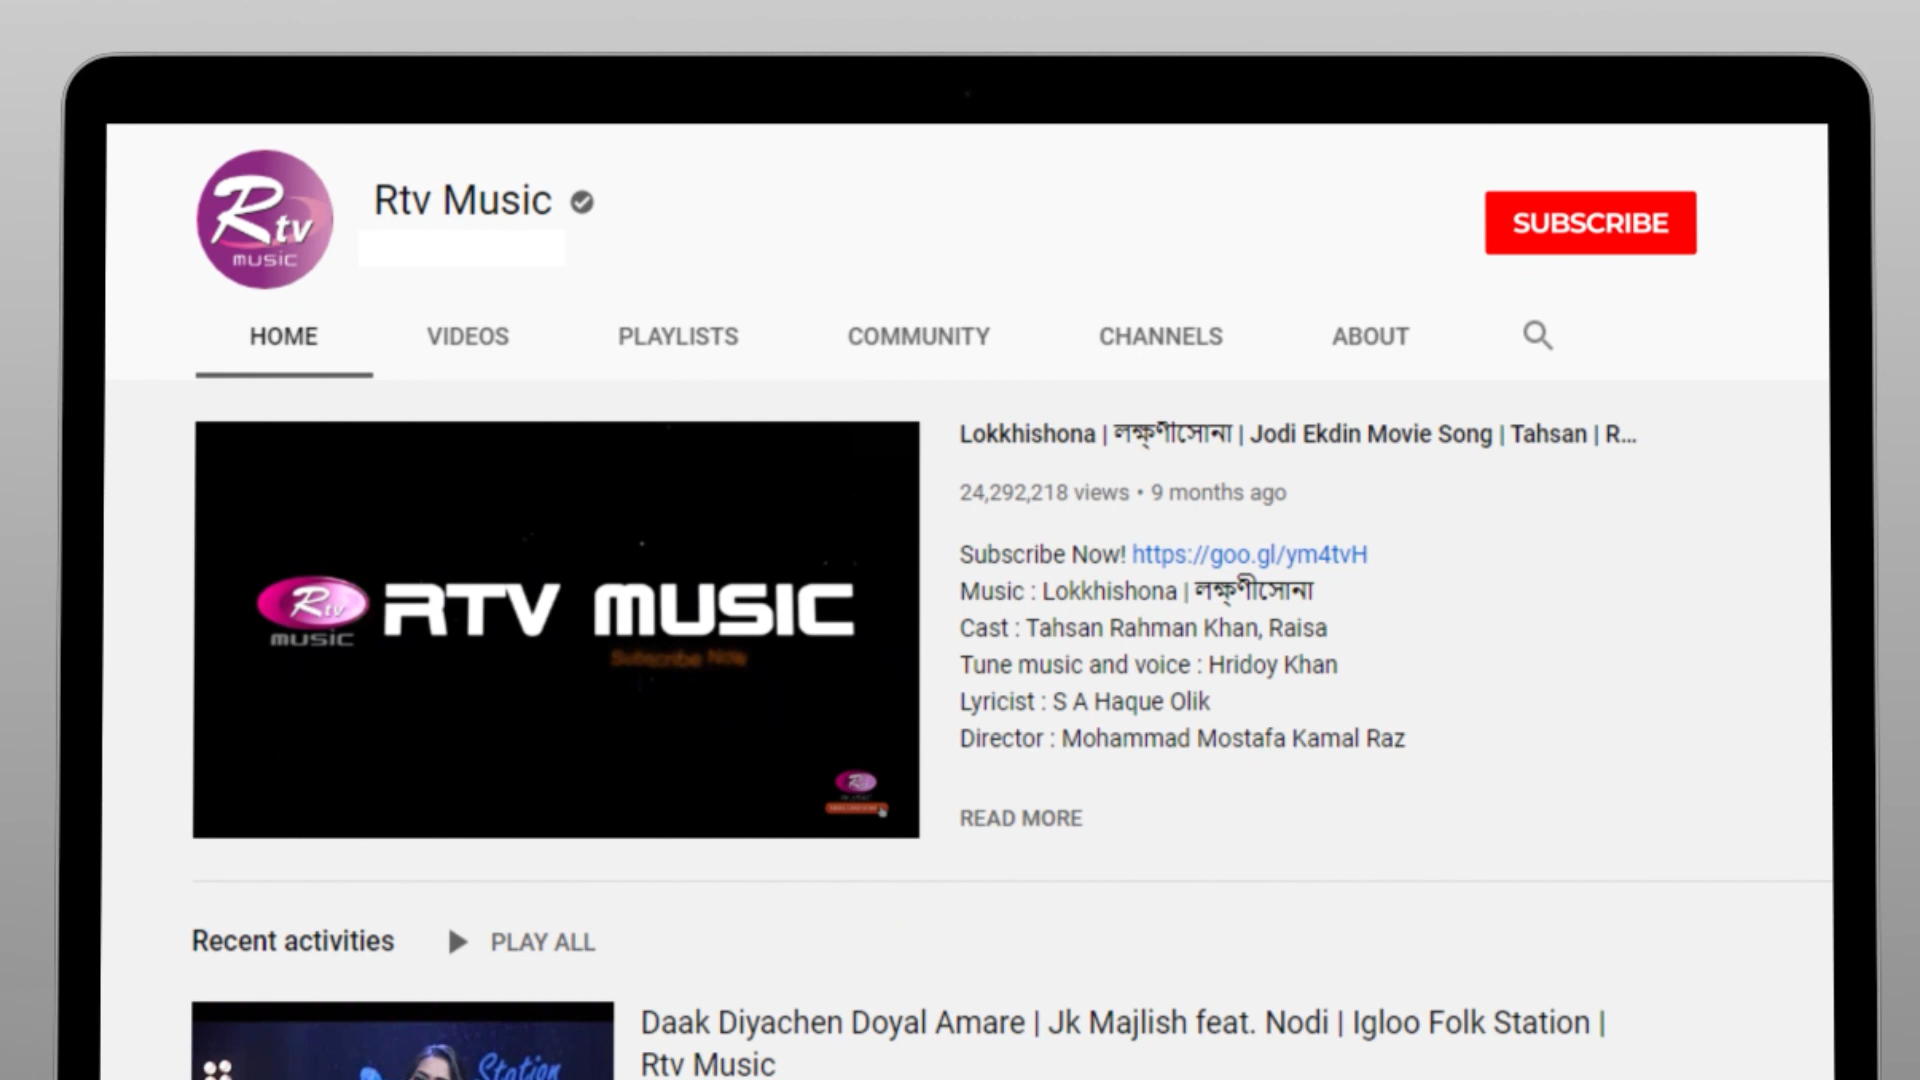 Rtv
MUSIC
Rtv Music
SUBSCRIBE
HOME VIDEOS PLAYLISTS COMMUNITY CHANNELS ABOUT
Rtv
MUSIC
RTV MUSIC
Subscribe Now
Lokkhishona | লক্ষ্ণীসোনা | Jodi Ekdin Movie Song | Tahsan | R...
24,292,218 views • 9 months ago
Subscribe Now! https://goo.gl/ym4tvH
Music : Lokkhishona | লক্ষ্ণীসোনা
Cast : Tahsan Rahman Khan, Raisa
Tune music and voice : Hridoy Khan
Lyricist : S A Haque Olik
Director : Mohammad Mostafa Kamal Raz
READ MORE
Recent activities PLAY ALL
Station
Daak Diyachen Doyal Amare | Jk Majlish feat. Nodi | Igloo Folk Station |
Rtv Music